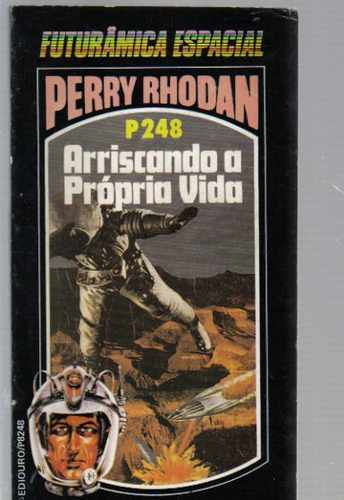 FUTURÂMICA ESPACIAL
PERRY RHODAN
P248
Arriscando a
Própria Vida
EDIOURO/P8248